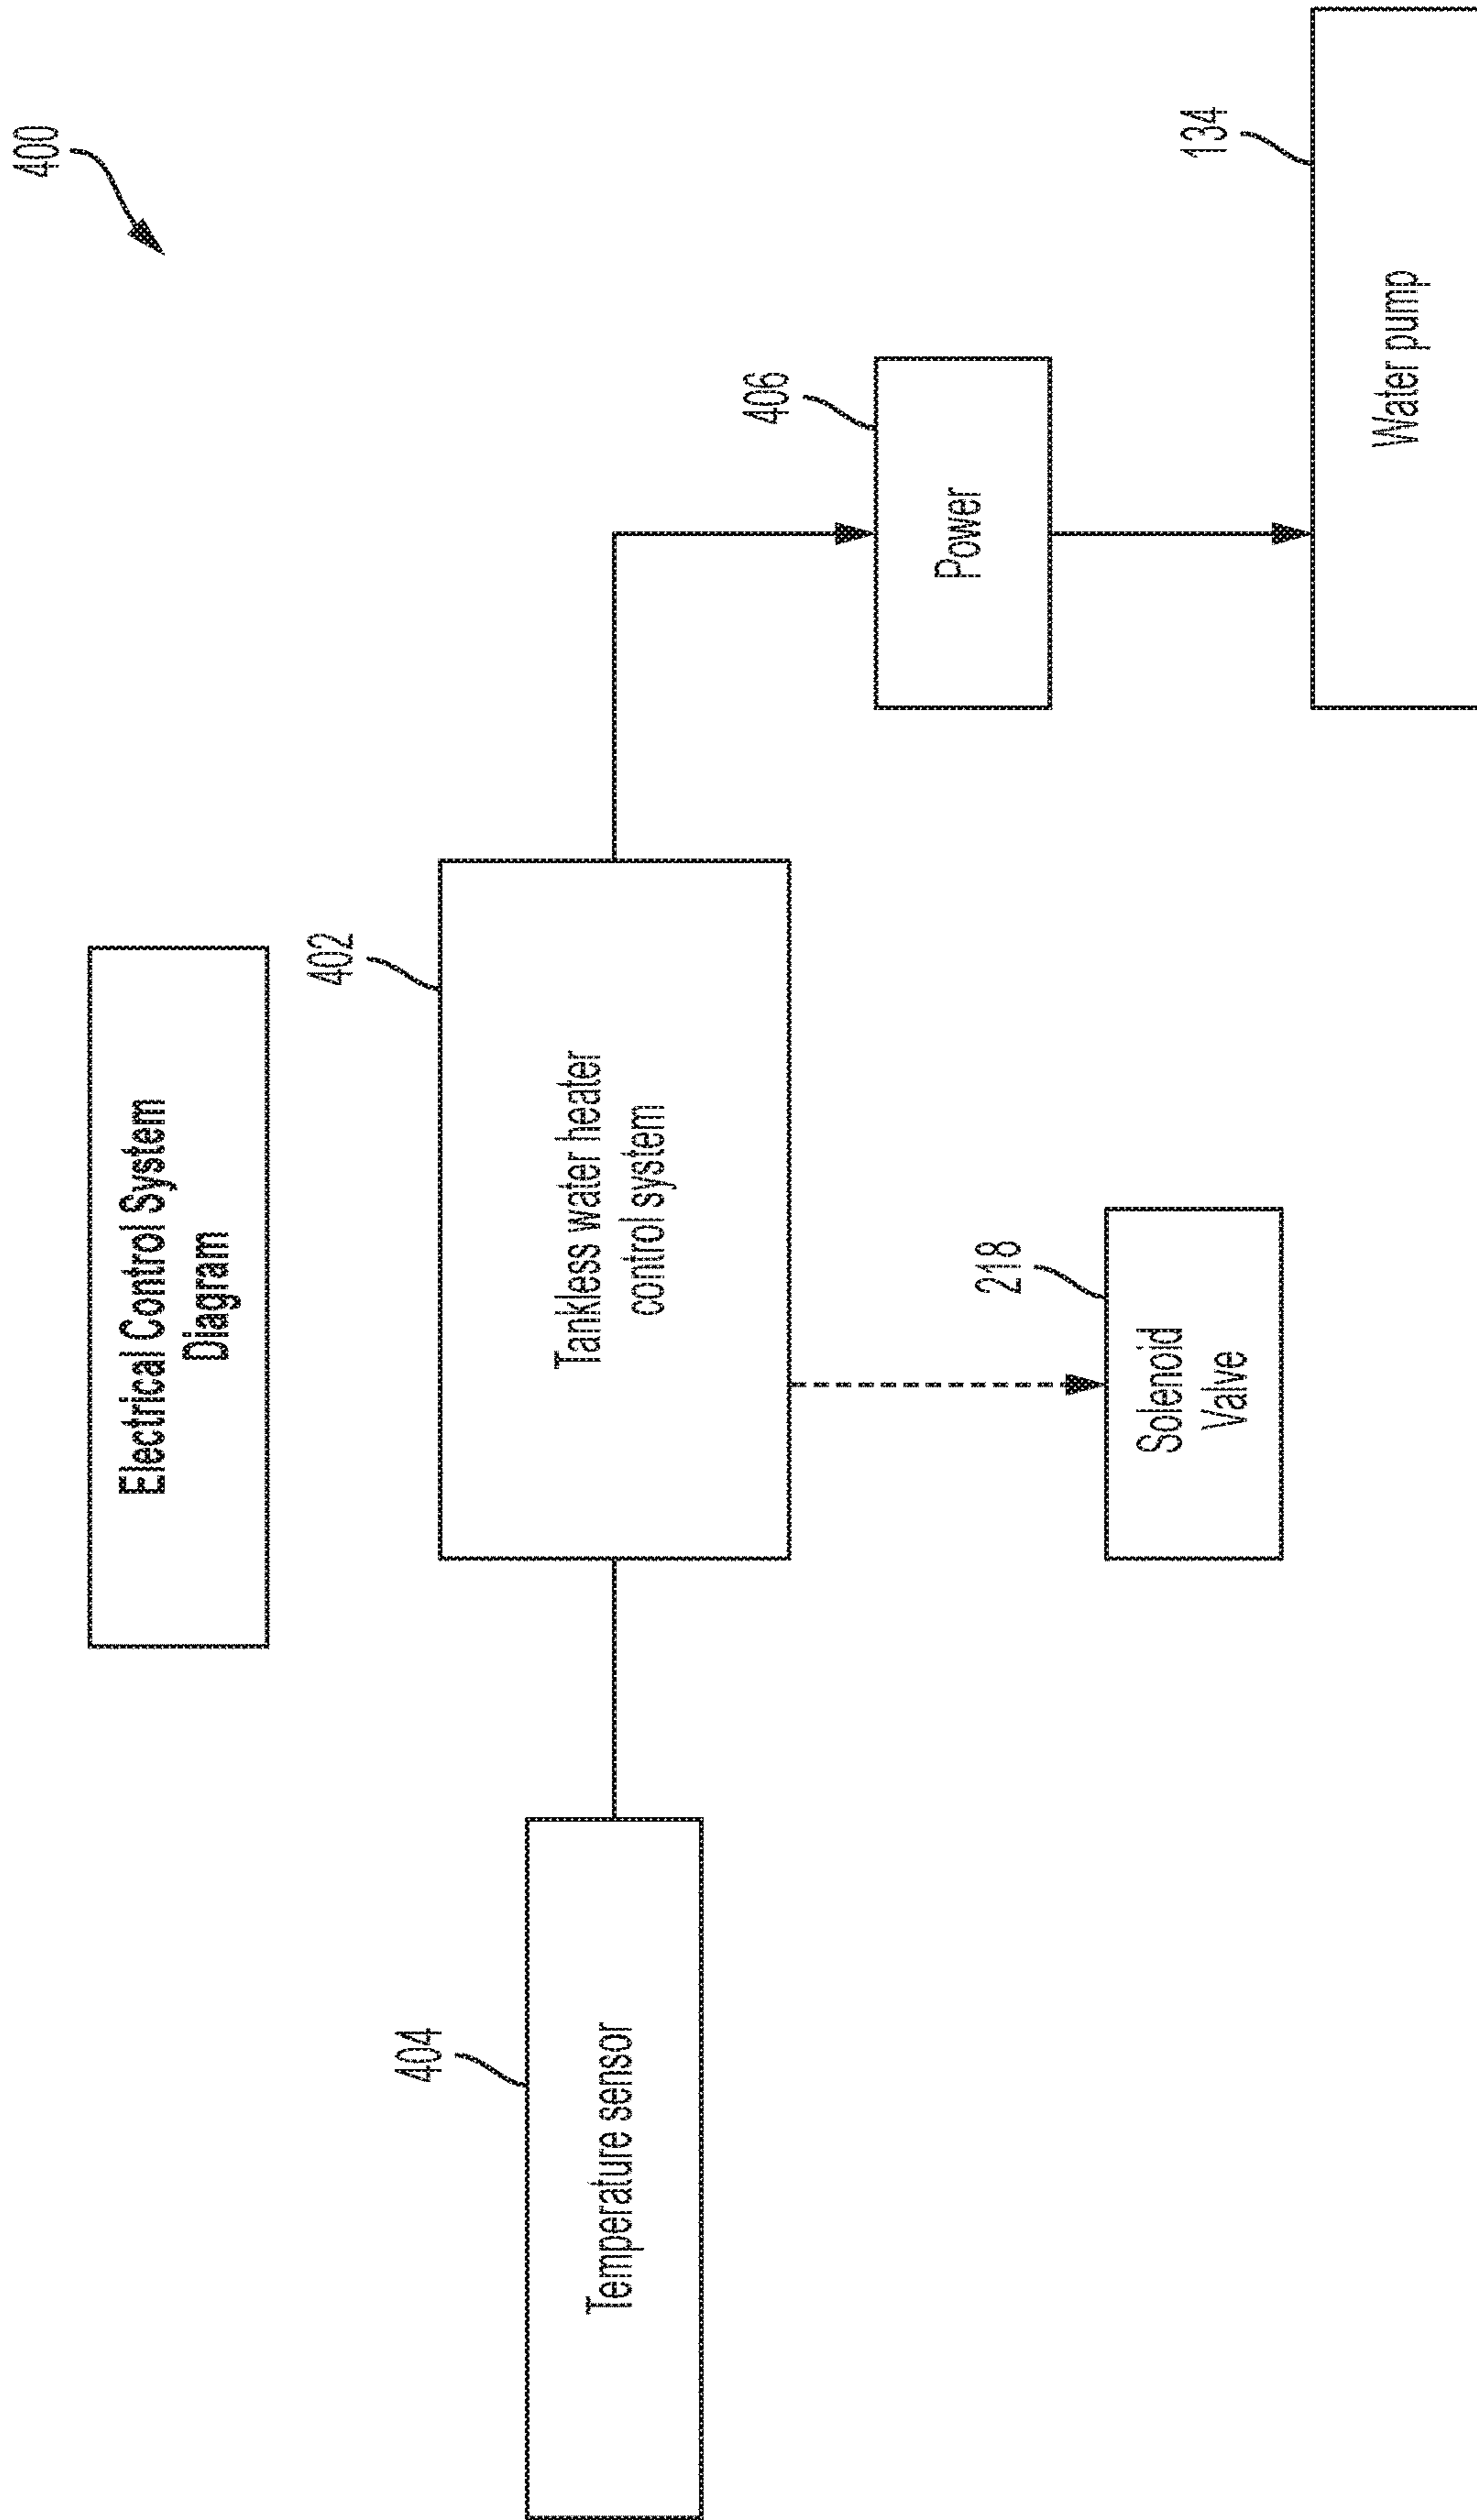 400
Electrical Control System
Diagram
402
Tankless water heater
control system
404
Temperature sensor
406
Power
218
Solenoid
Valve
134
Water pump